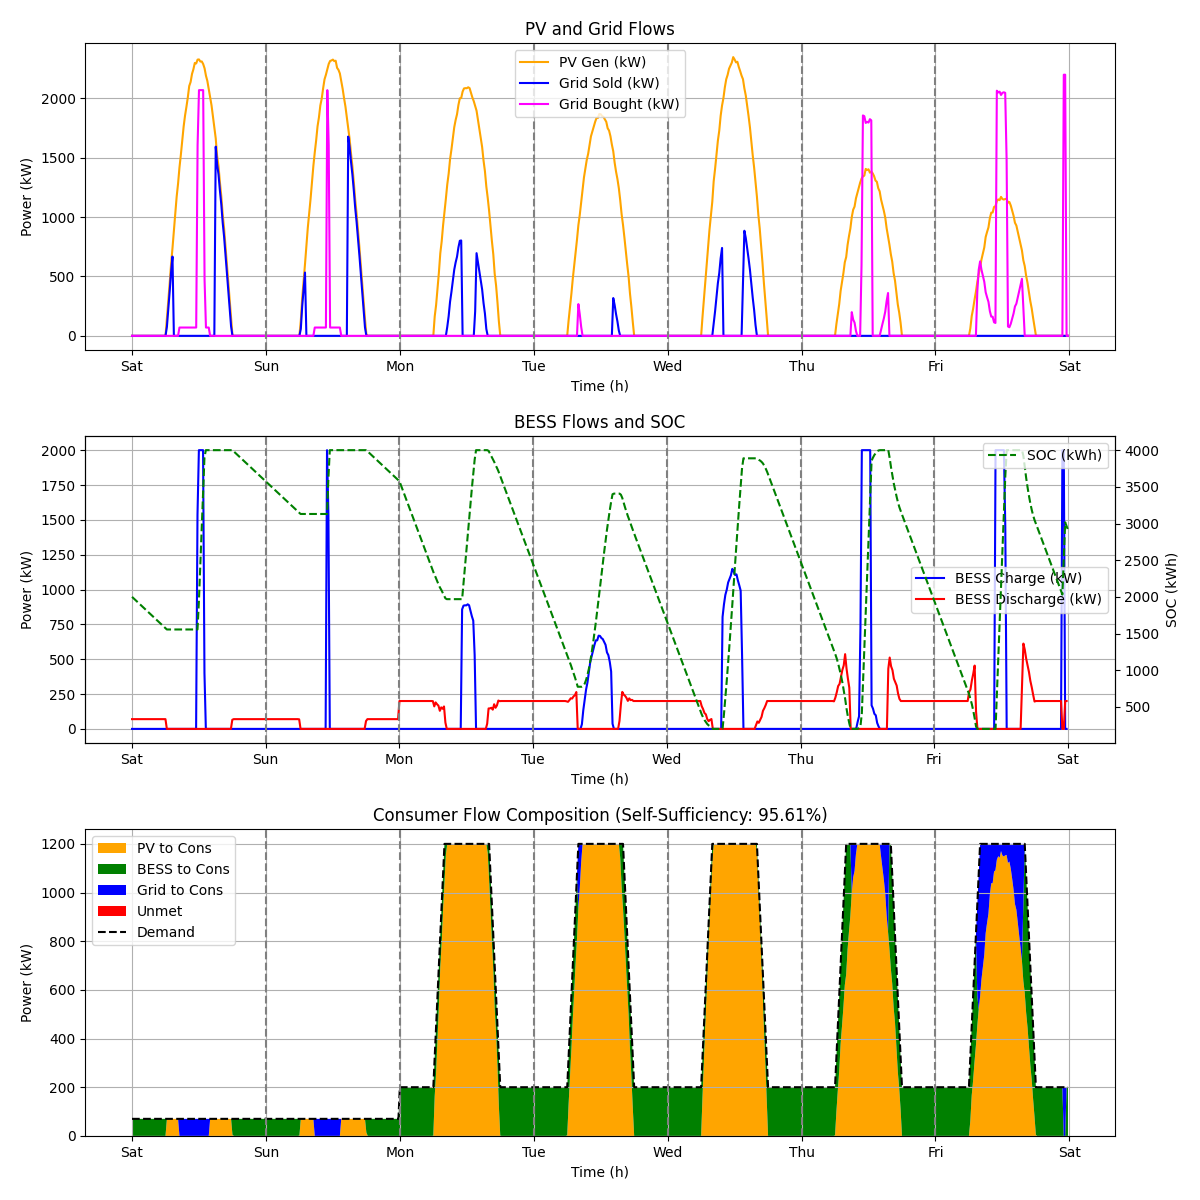 PV and Grid Flows
PV Gen (kW)
Grid Sold (kW)
Grid Bought (kW)
Power (kW)
2000
1500
1000
500
0
Sat Sun Mon Tue Wed Thu Fri Sat
Time (h)
BESS Flows and SOC
SOC (kWh)
BESS Charge (kW)
BESS Discharge (kW)
Power (kW)
2000
1750
1500
1250
1000
750
500
250
0
SOC (kWh)
4000
3500
3000
2500
2000
1500
1000
500
Sat Sun Mon Tue Wed Thu Fri Sat
Time (h)
Consumer Flow Composition (Self-Sufficiency: 95.61%)
PV to Cons
BESS to Cons
Grid to Cons
Unmet
Demand
Power (kW)
1200
1000
800
600
400
200
0
Sat Sun Mon Tue Wed Thu Fri Sat
Time (h)